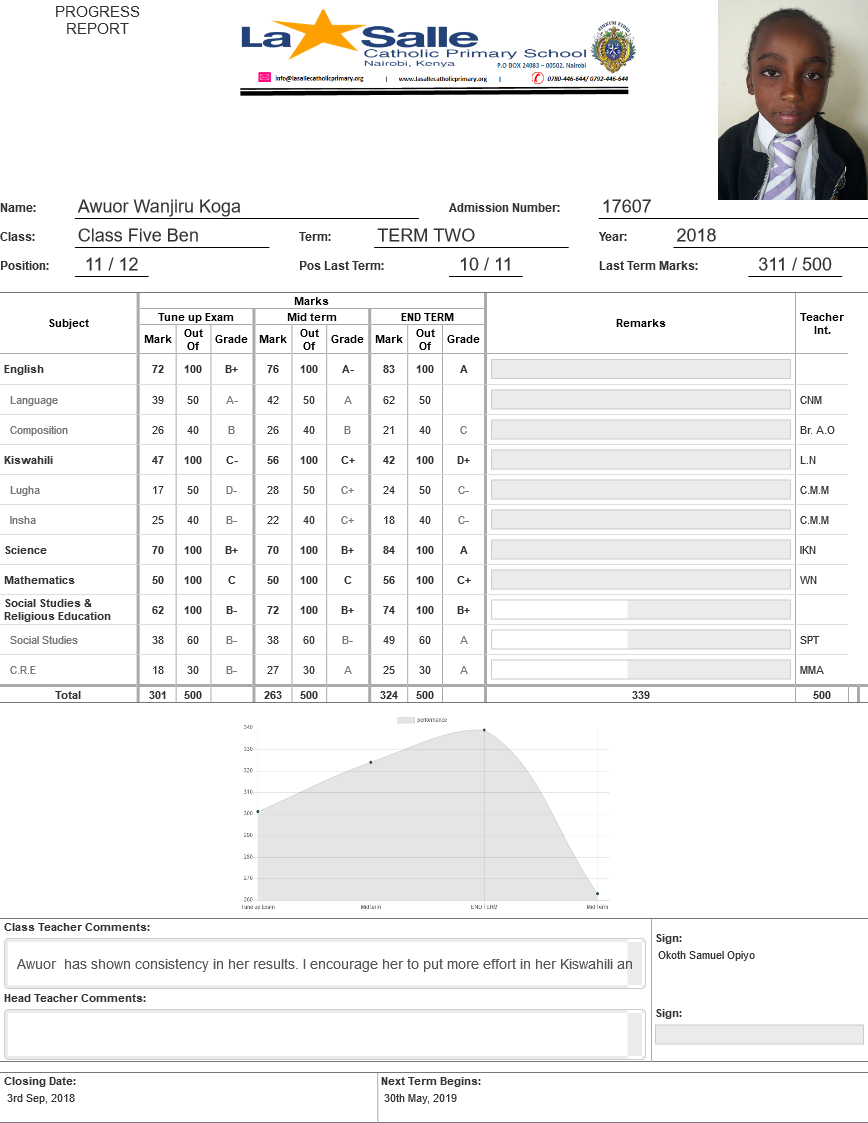 PROGRESS
REPORT
La Salle
Catholic Primary School
Nairobi, Kenya
P.O BOX 24083 – 00502, Nairobi
info@lasallecatholicprimary.org | www.lasallecatholicprimary.org | 0780-446-644/ 0792-446-644
Name: Awuor Wanjiru Koga Admission Number: 17607
Class: Class Five Ben Term: TERM TWO Year: 2018
Position: 11 / 12 Pos Last Term: 10 / 11 Last Term Marks: 311 / 500
Subject Marks Remarks Teacher Int.
Tune up Exam Mid term END TERM
Mark Out Of Grade Mark Out Of Grade Mark Out Of Grade
English 72 100 B+ 76 100 A- 83 100 A
Language 39 50 A- 42 50 A 62 50 CNM
Composition 26 40 B 26 40 B 21 40 C Br. A.O
Kiswahili 47 100 C- 56 100 C+ 42 100 D+ L.N
Lugha 17 50 D- 28 50 C+ 24 50 C- C.M.M
Insha 25 40 B- 22 40 C+ 18 40 C- C.M.M
Science 70 100 B+ 70 100 B+ 84 100 A IKN
Mathematics 50 100 C 50 100 C 56 100 C+ WN
Social Studies &
Religious Education 62 100 B- 72 100 B+ 74 100 B+
Social Studies 38 60 B- 38 60 B- 49 60 A SPT
C.R.E 18 30 B- 27 30 A 25 30 A MMA
Total 301 500 263 500 324 500 339 500
performance
340
330
320
310
300
290
280
270
260
Tune up Exam Mid term END TERM Mid Term
Class Teacher Comments:
Awuor has shown consistency in her results. I encourage her to put more effort in her Kiswahili an
Sign:
Okoth Samuel Opiyo
Head Teacher Comments:
Sign:
Closing Date:
3rd Sep, 2018
Next Term Begins:
30th May, 2019